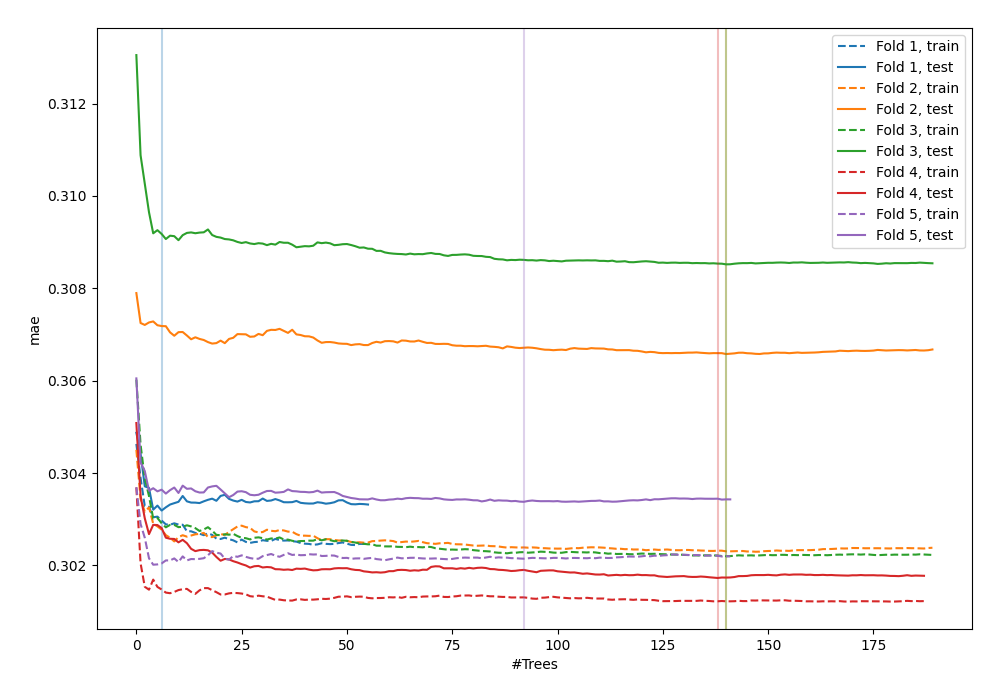 mae
0.312
0.310
0.308
0.306
0.304
0.302
0
25
50
75
100
125
150
175
#Trees
Fold 1, train
Fold 1, test
Fold 2, train
Fold 2, test
Fold 3, train
Fold 3, test
Fold 4, train
Fold 4, test
Fold 5, train
Fold 5, test